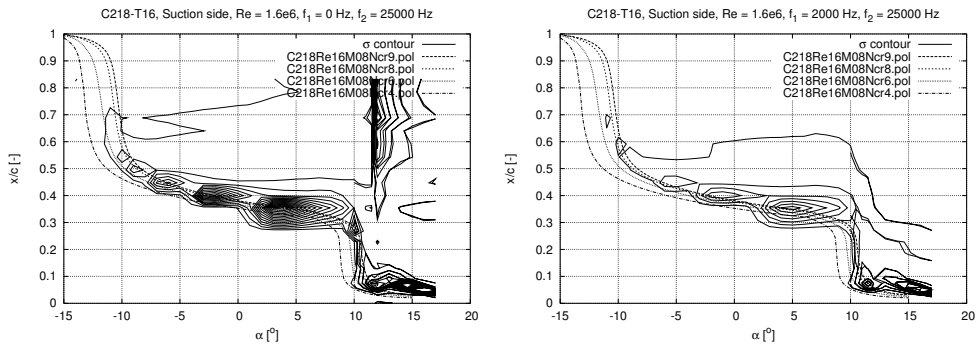 C218-T16, Suction side, Re = 1.6e6, f1 = 0 Hz, f2 = 25000 Hz
σ contour
C218Re16M08Ncr9.pol
C218Re16M08Ncr8.pol
C218Re16M08Ncr6.pol
C218Re16M08Ncr4.pol
1
0.9
0.8
0.7
0.6
0.5
0.4
0.3
0.2
0.1
0
x/c [-]
-15 -10 -5 0 5 10 15 20
α [o]
C218-T16, Suction side, Re = 1.6e6, f1 = 2000 Hz, f2 = 25000 Hz
σ contour
C218Re16M08Ncr9.pol
C218Re16M08Ncr8.pol
C218Re16M08Ncr6.pol
C218Re16M08Ncr4.pol
1
0.9
0.8
0.7
0.6
0.5
0.4
0.3
0.2
0.1
0
x/c [-]
-15 -10 -5 0 5 10 15 20
α [o]